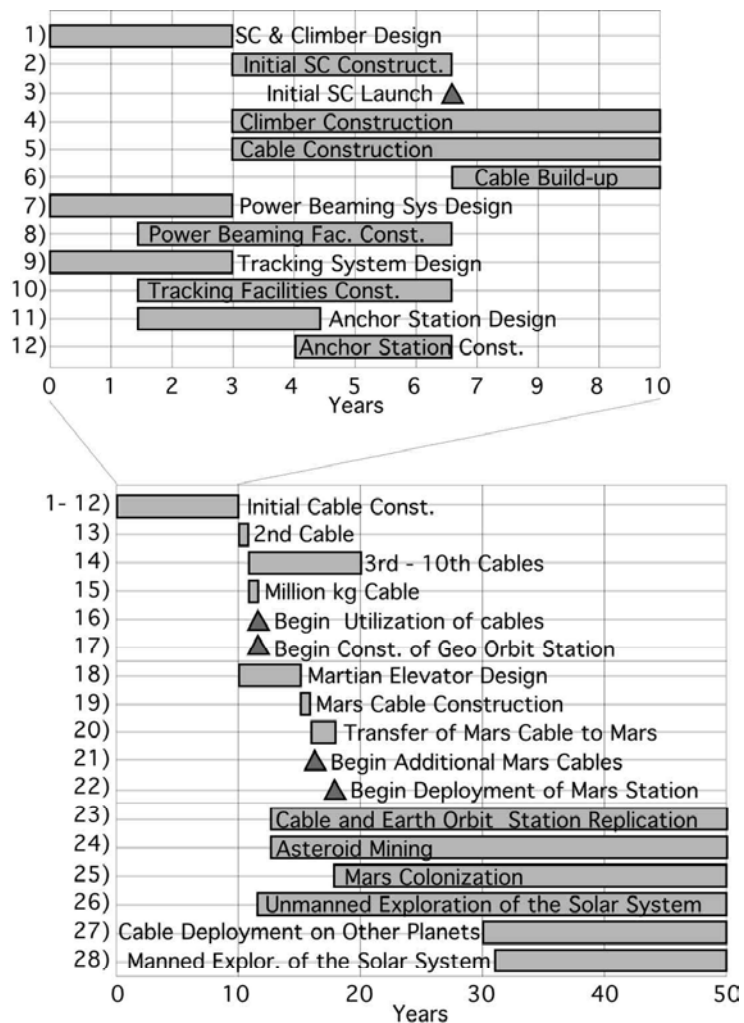 1) SC & Climber Design
2) Initial SC Construct.
3) Initial SC Launch
4) Climber Construction
5) Cable Construction
6) Cable Build-up
7) Power Beaming Sys Design
8) Power Beaming Fac. Const.
9) Tracking System Design
10) Tracking Facilities Const.
11) Anchor Station Design
12) Anchor Station Const.
0 1 2 3 4 5 6 7 9 8 10
Years
1- 12) Initial Cable Const.
13) 2nd Cable
14) 3rd - 10th Cables
15) Million kg Cable
16) Begin Utilization of cables
17) Begin Const. of Geo Orbit Station
18) Martian Elevator Design
19) Mars Cable Construction
20) Transfer of Mars Cable to Mars
21) Begin Additional Mars Cables
22) Begin Deployment of Mars Station
23) Cable and Earth Orbit Station Replication
24) Asteroid Mining
25) Mars Colonization
26) Unmanned Exploration of the Solar System
27) Cable Deployment on Other Planets
28) Manned Explor. of the Solar System
0 10 20 30 40 50
Years